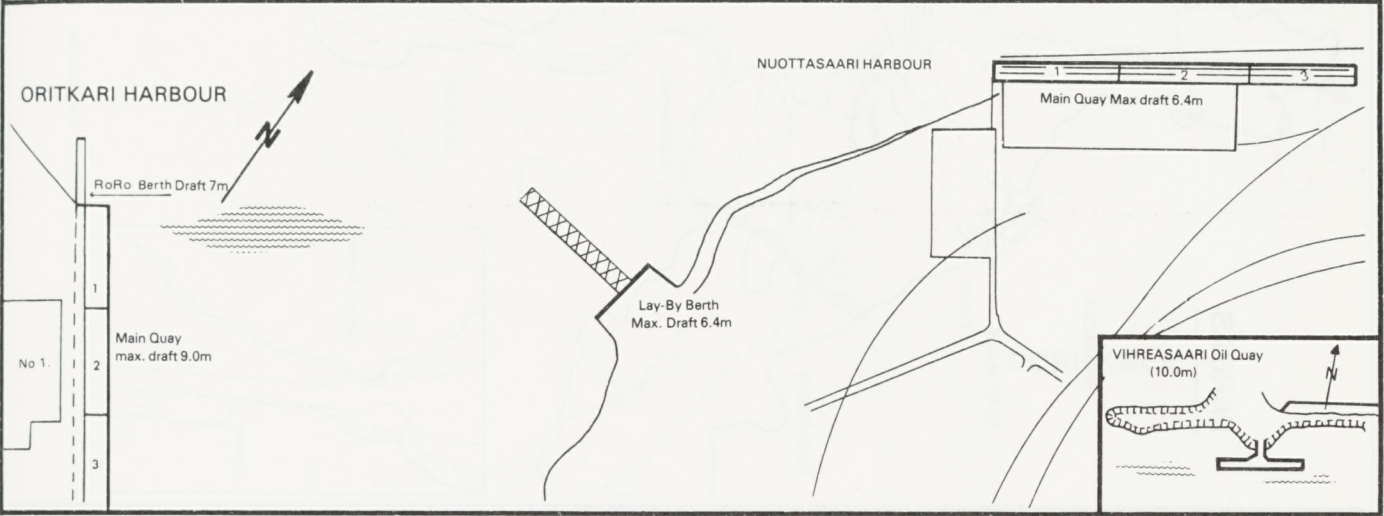 ORITKARI HARBOUR
N
RoRo Berth Draft 7m
1
2
3
No 1.
Main Quay
max. draft 9.0m
Lay-By Berth
Max. Draft 6.4m
NUOTTASAARI HARBOUR
1
2
3
Main Quay Max draft 6.4m
VIHREASAARI Oil Quay
(10.0m)
N